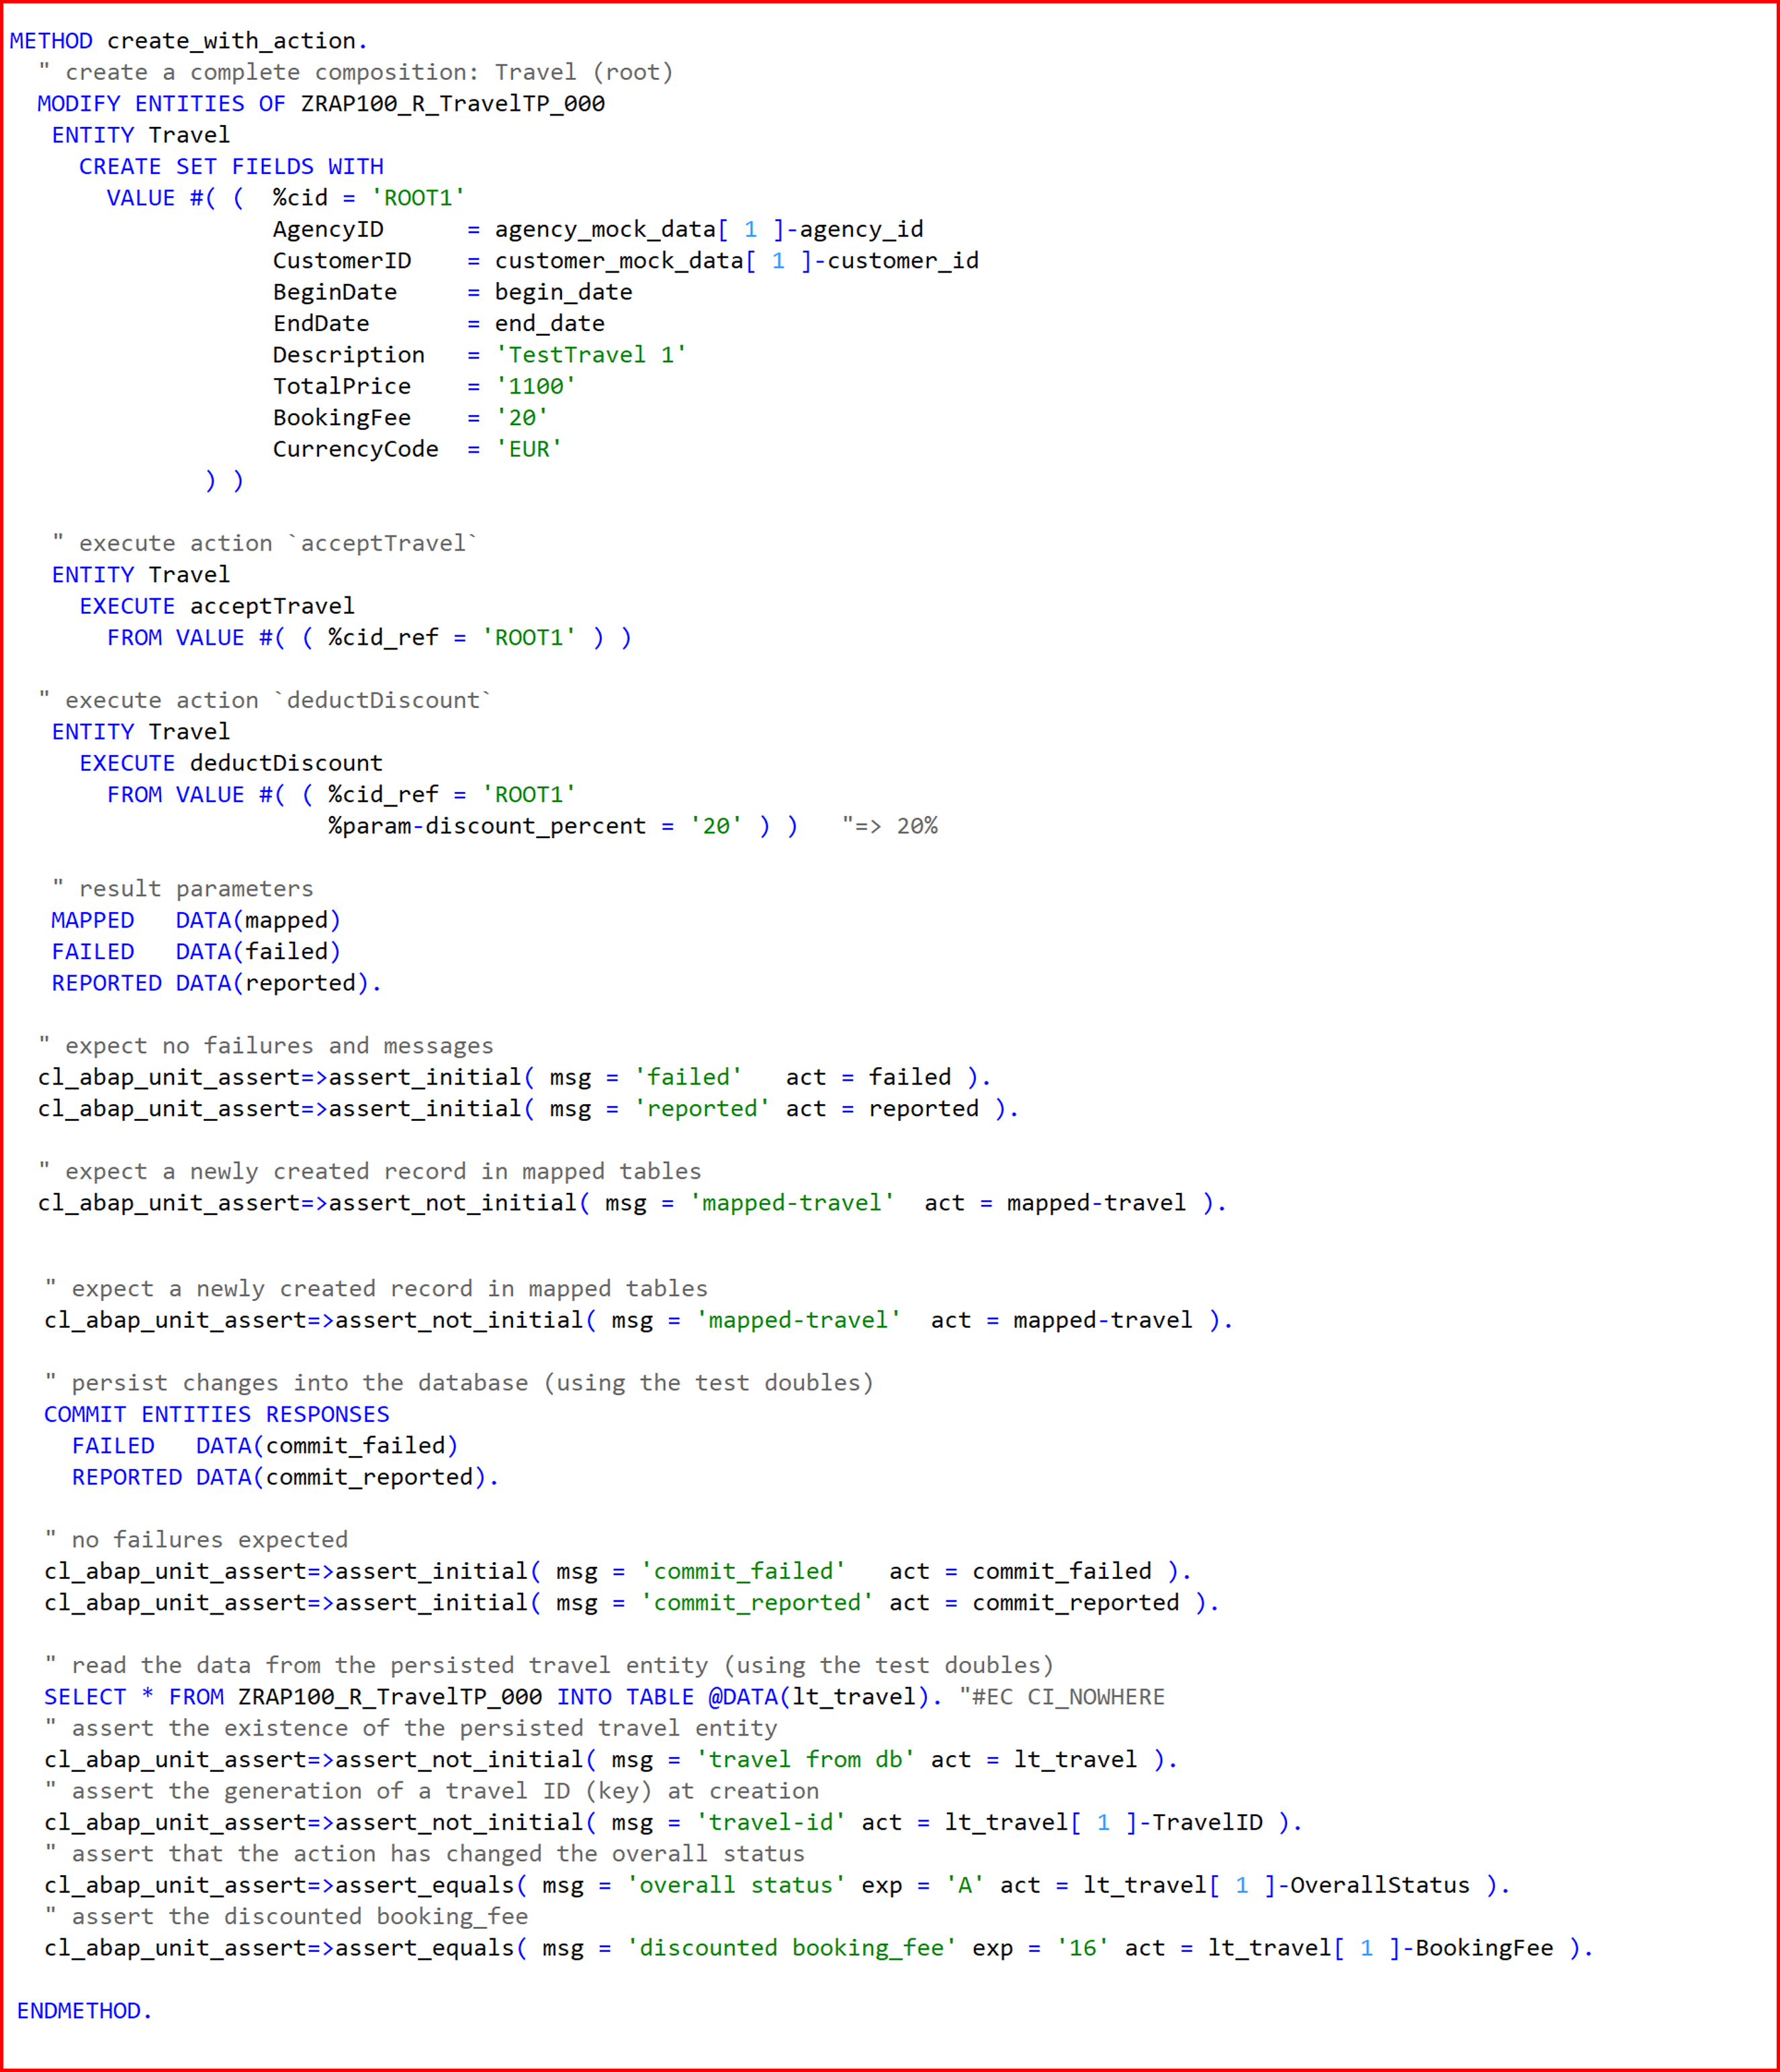 METHOD create_with_action.
" create a complete composition: Travel (root)
MODIFY ENTITIES OF ZRAP100_R_TravelTP_000
ENTITY Travel
CREATE SET FIELDS WITH
VALUE #( (  %cid = 'ROOT1'
AgencyID      = agency_mock_data[ 1 ]-agency_id
CustomerID    = customer_mock_data[ 1 ]-customer_id
BeginDate     = begin_date
EndDate       = end_date
Description   = 'TestTravel 1'
TotalPrice    = '1100'
BookingFee    = '20'
CurrencyCode  = 'EUR'
) )
" execute action `acceptTravel`
ENTITY Travel
EXECUTE acceptTravel
FROM VALUE #( ( %cid_ref = 'ROOT1' ) )
" execute action `deductDiscount`
ENTITY Travel
EXECUTE deductDiscount
FROM VALUE #( ( %cid_ref = 'ROOT1'
%param-discount_percent = '20' ) )   "=> 20%
" result parameters
MAPPED   DATA(mapped)
FAILED   DATA(failed)
REPORTED DATA(reported).
" expect no failures and messages
cl_abap_unit_assert=>assert_initial( msg = 'failed'   act = failed ).
cl_abap_unit_assert=>assert_initial( msg = 'reported' act = reported ).
" expect a newly created record in mapped tables
cl_abap_unit_assert=>assert_not_initial( msg = 'mapped-travel'  act = mapped-travel ).
" expect a newly created record in mapped tables
cl_abap_unit_assert=>assert_not_initial( msg = 'mapped-travel'  act = mapped-travel ).
" persist changes into the database (using the test doubles)
COMMIT ENTITIES RESPONSES
FAILED   DATA(commit_failed)
REPORTED DATA(commit_reported).
" no failures expected
cl_abap_unit_assert=>assert_initial( msg = 'commit_failed'   act = commit_failed ).
cl_abap_unit_assert=>assert_initial( msg = 'commit_reported' act = commit_reported ).
" read the data from the persisted travel entity (using the test doubles)
SELECT * FROM ZRAP100_R_TravelTP_000 INTO TABLE @DATA(lt_travel). "#EC CI_NOWHERE
" assert the existence of the persisted travel entity
cl_abap_unit_assert=>assert_not_initial( msg = 'travel from db' act = lt_travel ).
" assert the generation of a travel ID (key) at creation
cl_abap_unit_assert=>assert_not_initial( msg = 'travel-id' act = lt_travel[ 1 ]-TravelID ).
" assert that the action has changed the overall status
cl_abap_unit_assert=>assert_equals( msg = 'overall status' exp = 'A' act = lt_travel[ 1 ]-OverallStatus ).
" assert the discounted booking_fee
cl_abap_unit_assert=>assert_equals( msg = 'discounted booking_fee' exp = '16' act = lt_travel[ 1 ]-BookingFee ).
ENDMETHOD.